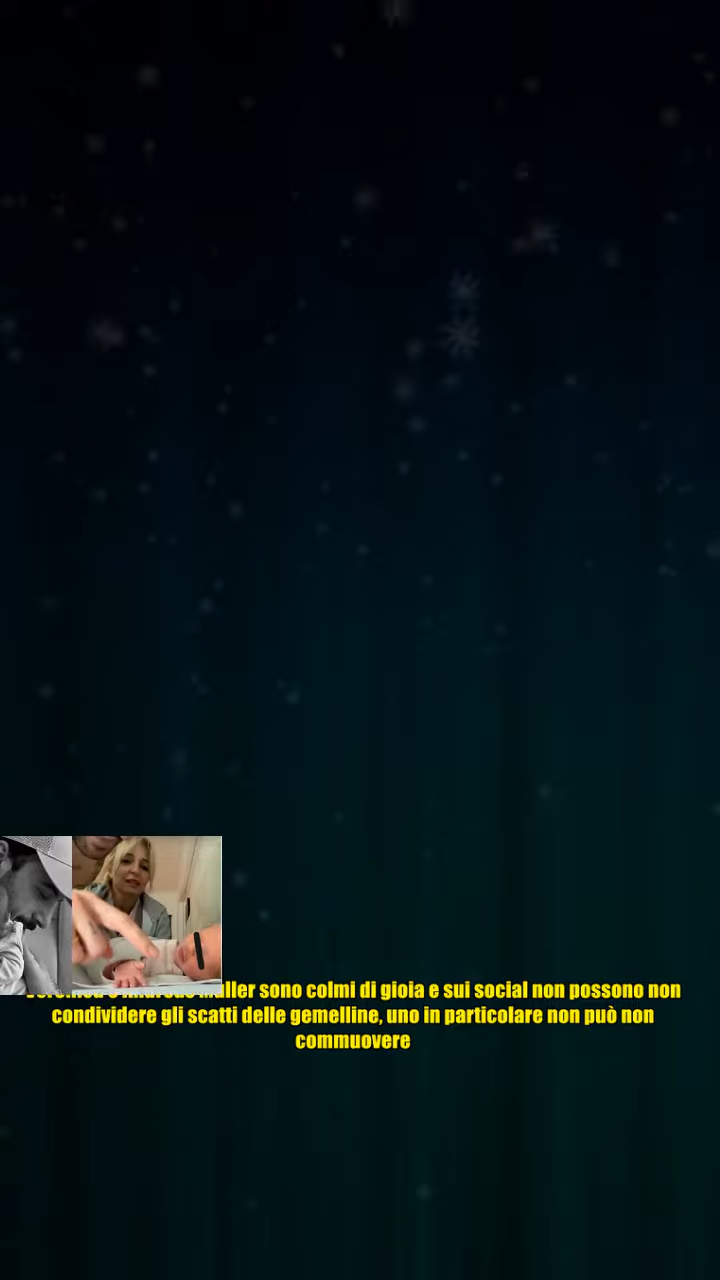 Muller sono colmi di gioia e sui social non possono non
condividere gli scatti delle gemelline, uno in particolare non può non
commuovere